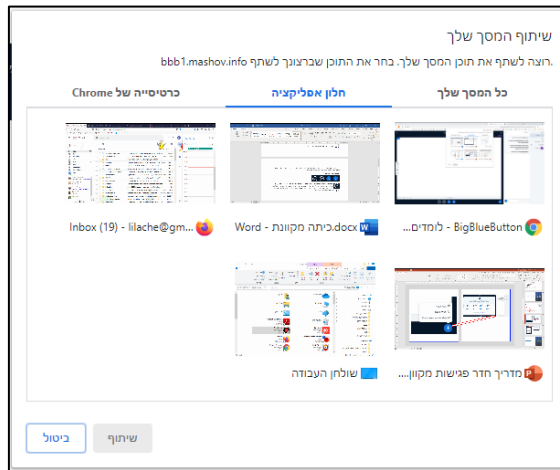 שיתוף המסך שלך
רוצה לשתף את תוכן המסך שלך. בחר את התוכן שברצונך לשתף bbb1.mashov.info.
כל המסך שלך
חלון אפליקציה
כרטיסייה של Chrome
BigBlueButton - לומדים...
כיתה מקוונת.docx - Word
Inbox (19) - lilache@gm...
מדריך חדר פגישות מקוון....
שולחן העבודה
שיתוף
ביטול